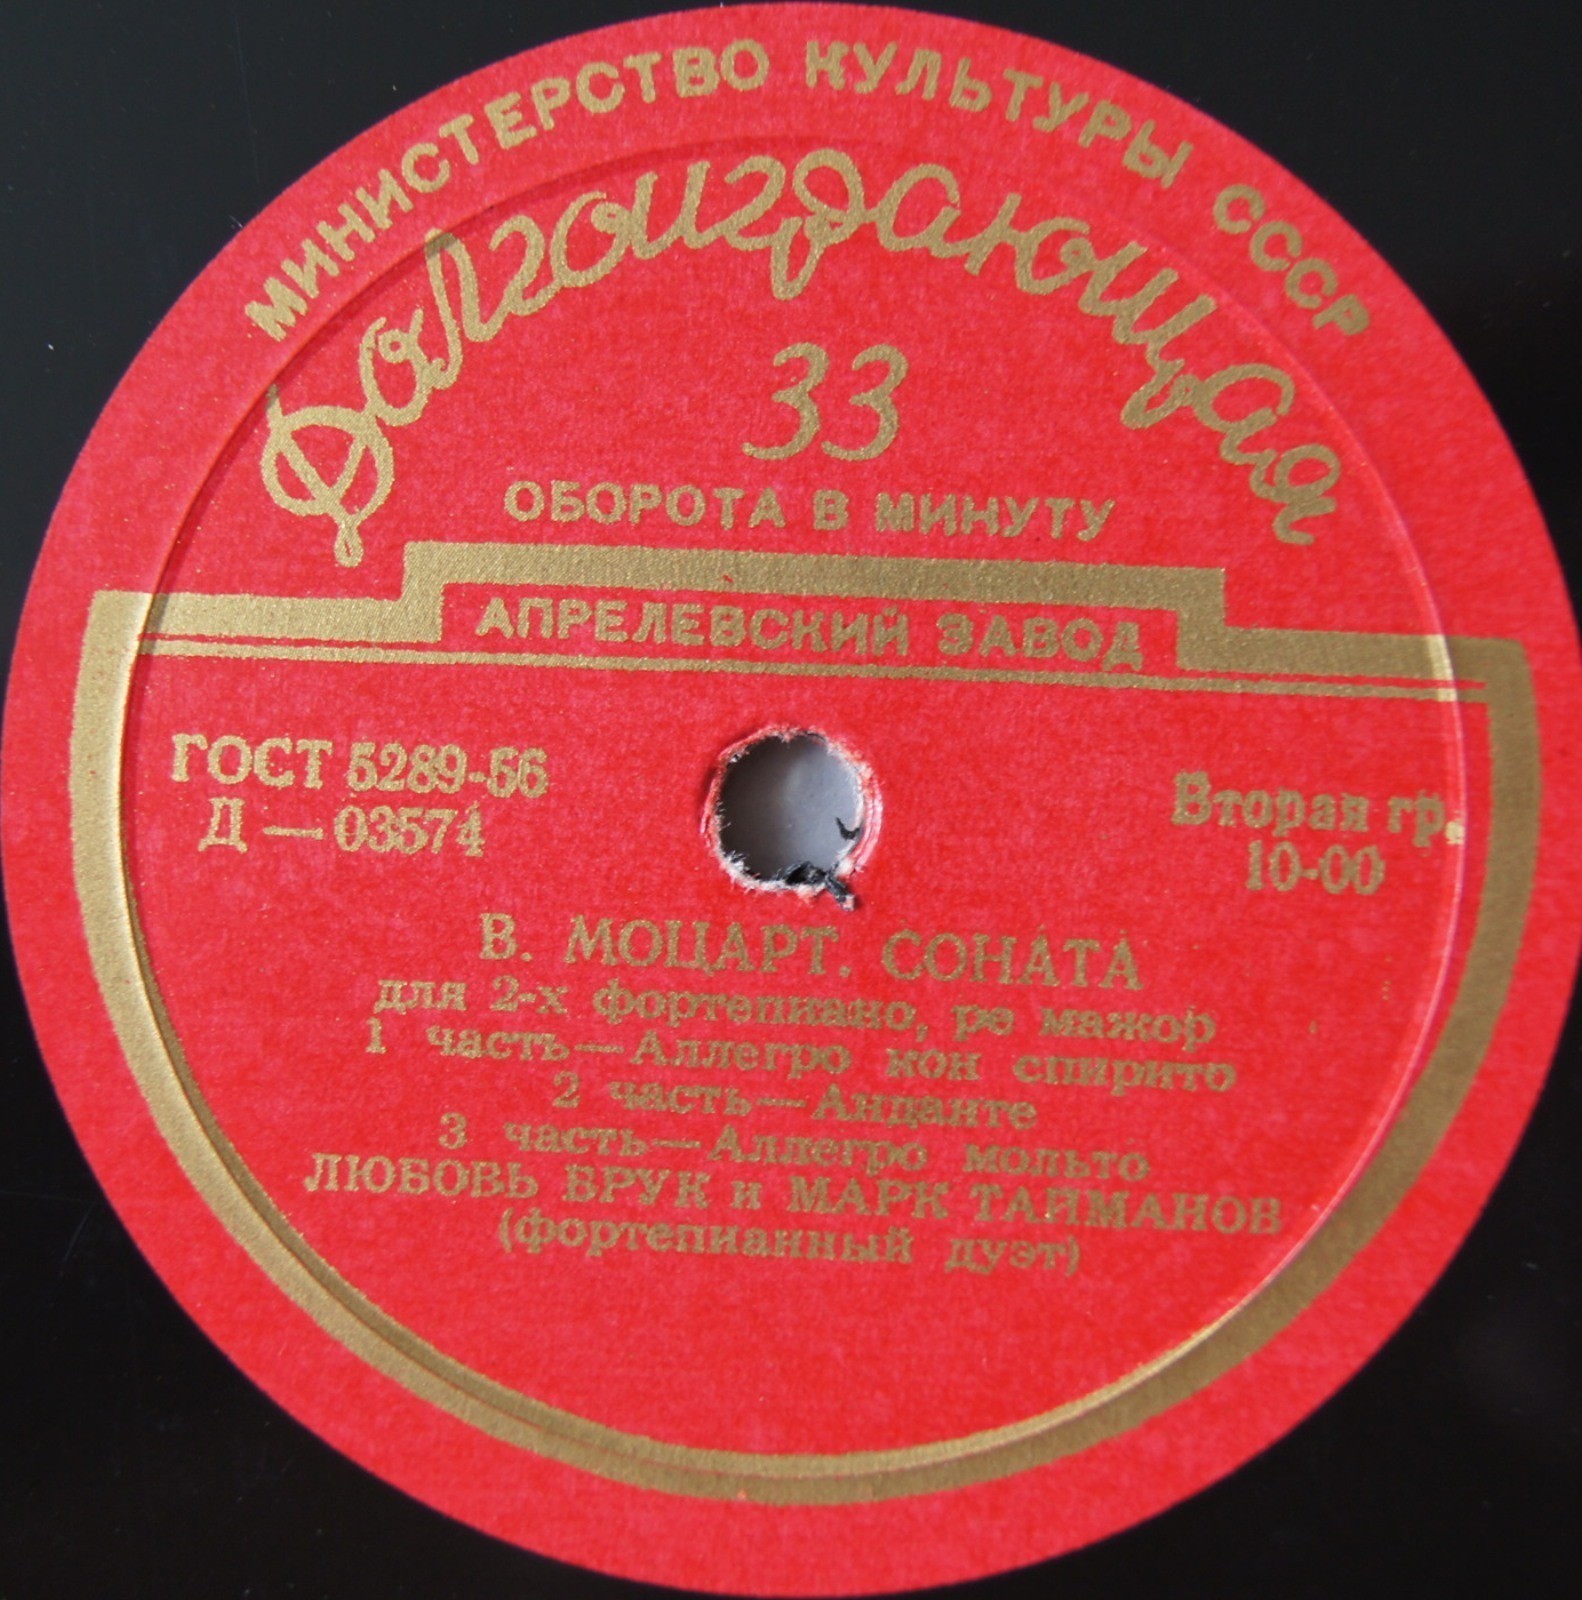 МИНИСТЕРСТВО КУЛЬТУРЫ СССР
Долгоиграющая
33
ОБОРОТА В МИНУТУ
АПРЕЛЕВСКИЙ ЗАВОД
ГОСТ 5289-56
Д — 03574
Вторая гр.
10-00
В. МОЦАРТ. СОНАТА
для 2-х фортепиано, ре мажор
1 часть — Аллегро кон спирито
2 часть — Анданте
3 часть — Аллегро мольто
ЛЮБОВЬ БРУК и МАРК ТАЙМАНОВ
(фортепианный дуэт)